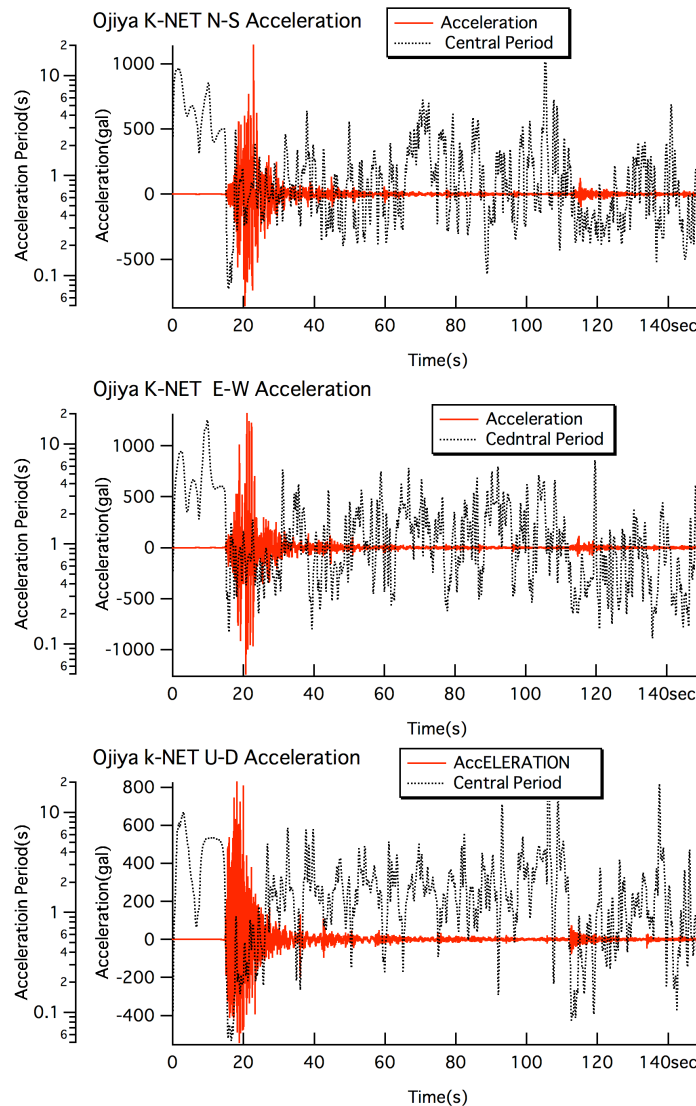 Ojiya K-NET N-S Acceleration
Acceleration
Central Period
Acceleration Period(s)
2
10
6
4
2
1
6
4
2
0.1
6
Acceleration(gal)
1000
500
0
-500
0 20 40 60 80 100 120 140sec
Time(s)
Ojiya K-NET E-W Acceleration
Acceleration
Cedntral Period
Acceleration Period(s)
2
10
6
4
2
1
6
4
2
0.1
6
Acceleration(gal)
1000
500
0
-500
-1000
0 20 40 60 80 100 120 140sec
Time(s)
Ojiya k-NET U-D Acceleration
AccELERATION
Central Period
Acceleratioin Period(s)
2
10
6
4
2
1
6
4
2
0.1
6
Acceleration(gal)
800
600
400
200
0
-200
-400
0 20 40 60 80 100 120 140sec
Time(s)